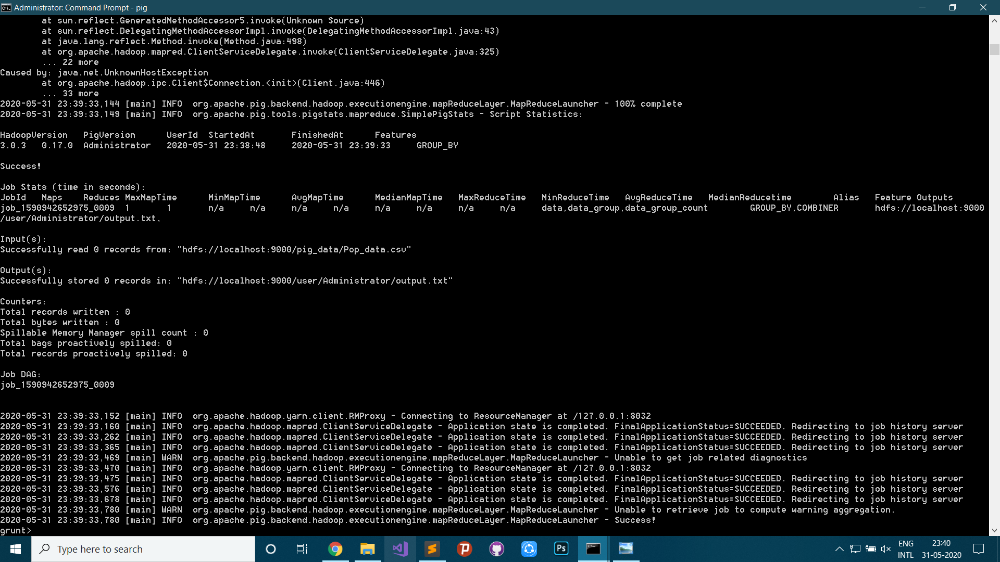 Administrator: Command Prompt - pig
at sun.reflect.GeneratedMethodAccessor5.invoke(Unknown Source)
at sun.reflect.DelegatingMethodAccessorImpl.invoke(DelegatingMethodAccessorImpl.java:43)
at java.lang.reflect.Method.invoke(Method.java:498)
at org.apache.hadoop.mapred.ClientServiceDelegate.invoke(ClientServiceDelegate.java:325)
... 22 more
Caused by: java.net.UnknownHostException
at org.apache.hadoop.ipc.Client$Connection.<init>(Client.java:446)
... 33 more
2020-05-31 23:39:33,144 [main] INFO  org.apache.pig.backend.hadoop.executionengine.mapReduceLayer.MapReduceLauncher - 100% complete
2020-05-31 23:39:33,149 [main] INFO  org.apache.pig.tools.pigstats.mapreduce.SimplePigStats - Script Statistics:
HadoopVersion   PigVersion      UserId  StartedAt       FinishedAt      Features
3.0.3   0.17.0  Administrator   2020-05-31 23:38:48     2020-05-31 23:39:33     GROUP_BY
Success!
Job Stats (time in seconds):
JobId   Maps    Reduces MaxMapTime      MinMapTime      AvgMapTime      MedianMapTime   MaxReduceTime   MinReduceTime   AvgReduceTime   MedianReducetime        Alias   Feature Outputs
job_1590942652975_0009  1       1       n/a     n/a     n/a     n/a     n/a     n/a     n/a     n/a     data,data_group,data_group_count        GROUP_BY,COMBINER       hdfs://localhost:9000
/user/Administrator/output.txt,
Input(s):
Successfully read 0 records from: "hdfs://localhost:9000/pig_data/Pop_data.csv"
Output(s):
Successfully stored 0 records in: "hdfs://localhost:9000/user/Administrator/output.txt"
Counters:
Total records written : 0
Total bytes written : 0
Spillable Memory Manager spill count : 0
Total bags proactively spilled: 0
Total records proactively spilled: 0
Job DAG:
job_1590942652975_0009
2020-05-31 23:39:33,152 [main] INFO  org.apache.hadoop.yarn.client.RMProxy - Connecting to ResourceManager at /127.0.0.1:8032
2020-05-31 23:39:33,160 [main] INFO  org.apache.hadoop.mapred.ClientServiceDelegate - Application state is completed. FinalApplicationStatus=SUCCEEDED. Redirecting to job history server
2020-05-31 23:39:33,262 [main] INFO  org.apache.hadoop.mapred.ClientServiceDelegate - Application state is completed. FinalApplicationStatus=SUCCEEDED. Redirecting to job history server
2020-05-31 23:39:33,365 [main] INFO  org.apache.hadoop.mapred.ClientServiceDelegate - Application state is completed. FinalApplicationStatus=SUCCEEDED. Redirecting to job history server
2020-05-31 23:39:33,469 [main] WARN  org.apache.pig.backend.hadoop.executionengine.mapReduceLayer.MapReduceLauncher - Unable to get job related diagnostics
2020-05-31 23:39:33,470 [main] INFO  org.apache.hadoop.yarn.client.RMProxy - Connecting to ResourceManager at /127.0.0.1:8032
2020-05-31 23:39:33,475 [main] INFO  org.apache.hadoop.mapred.ClientServiceDelegate - Application state is completed. FinalApplicationStatus=SUCCEEDED. Redirecting to job history server
2020-05-31 23:39:33,576 [main] INFO  org.apache.hadoop.mapred.ClientServiceDelegate - Application state is completed. FinalApplicationStatus=SUCCEEDED. Redirecting to job history server
2020-05-31 23:39:33,678 [main] INFO  org.apache.hadoop.mapred.ClientServiceDelegate - Application state is completed. FinalApplicationStatus=SUCCEEDED. Redirecting to job history server
2020-05-31 23:39:33,780 [main] WARN  org.apache.pig.backend.hadoop.executionengine.mapReduceLayer.MapReduceLauncher - Unable to retrieve job to compute warning aggregation.
2020-05-31 23:39:33,780 [main] INFO  org.apache.pig.backend.hadoop.executionengine.mapReduceLayer.MapReduceLauncher - Success!
grunt>
Type here to search
Ps
ENG
INTL
23:40
31-05-2020